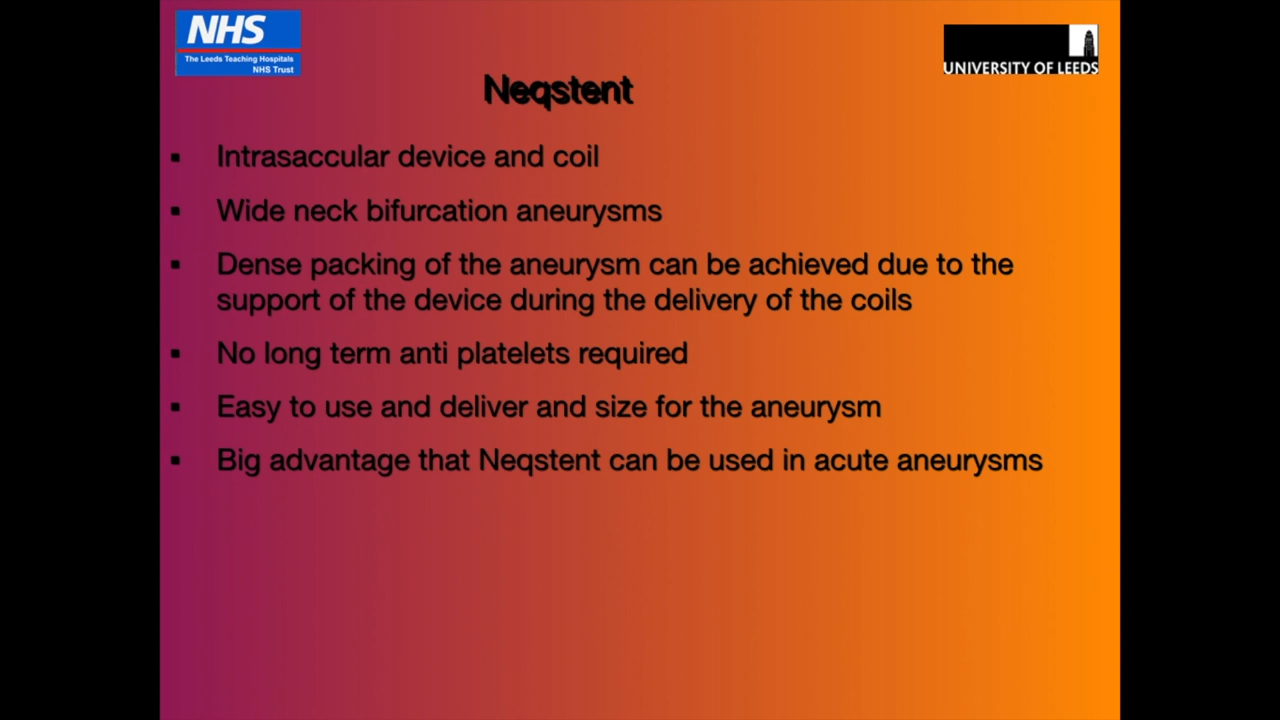 NHS
The Leeds Teaching Hospitals
NHS Trust
UNIVERSITY OF LEEDS
Neqstent
▪ Intrasaccular device and coil
▪ Wide neck bifurcation aneurysms
▪ Dense packing of the aneurysm can be achieved due to the
support of the device during the delivery of the coils
▪ No long term anti platelets required
▪ Easy to use and deliver and size for the aneurysm
▪ Big advantage that Neqstent can be used in acute aneurysms